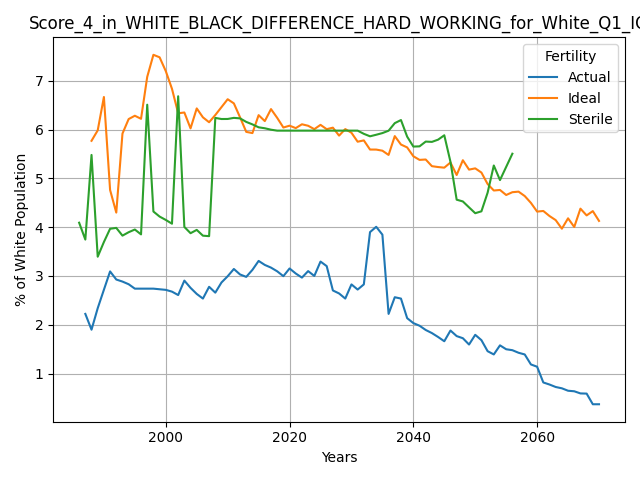 Score_4_in_WHITE_BLACK_DIFFERENCE_HARD_WORKING_for_White_Q1_IC
Fertility
Actual
Ideal
Sterile
% of White Population
7
6
5
4
3
2
1
2000 2020 2040 2060
Years